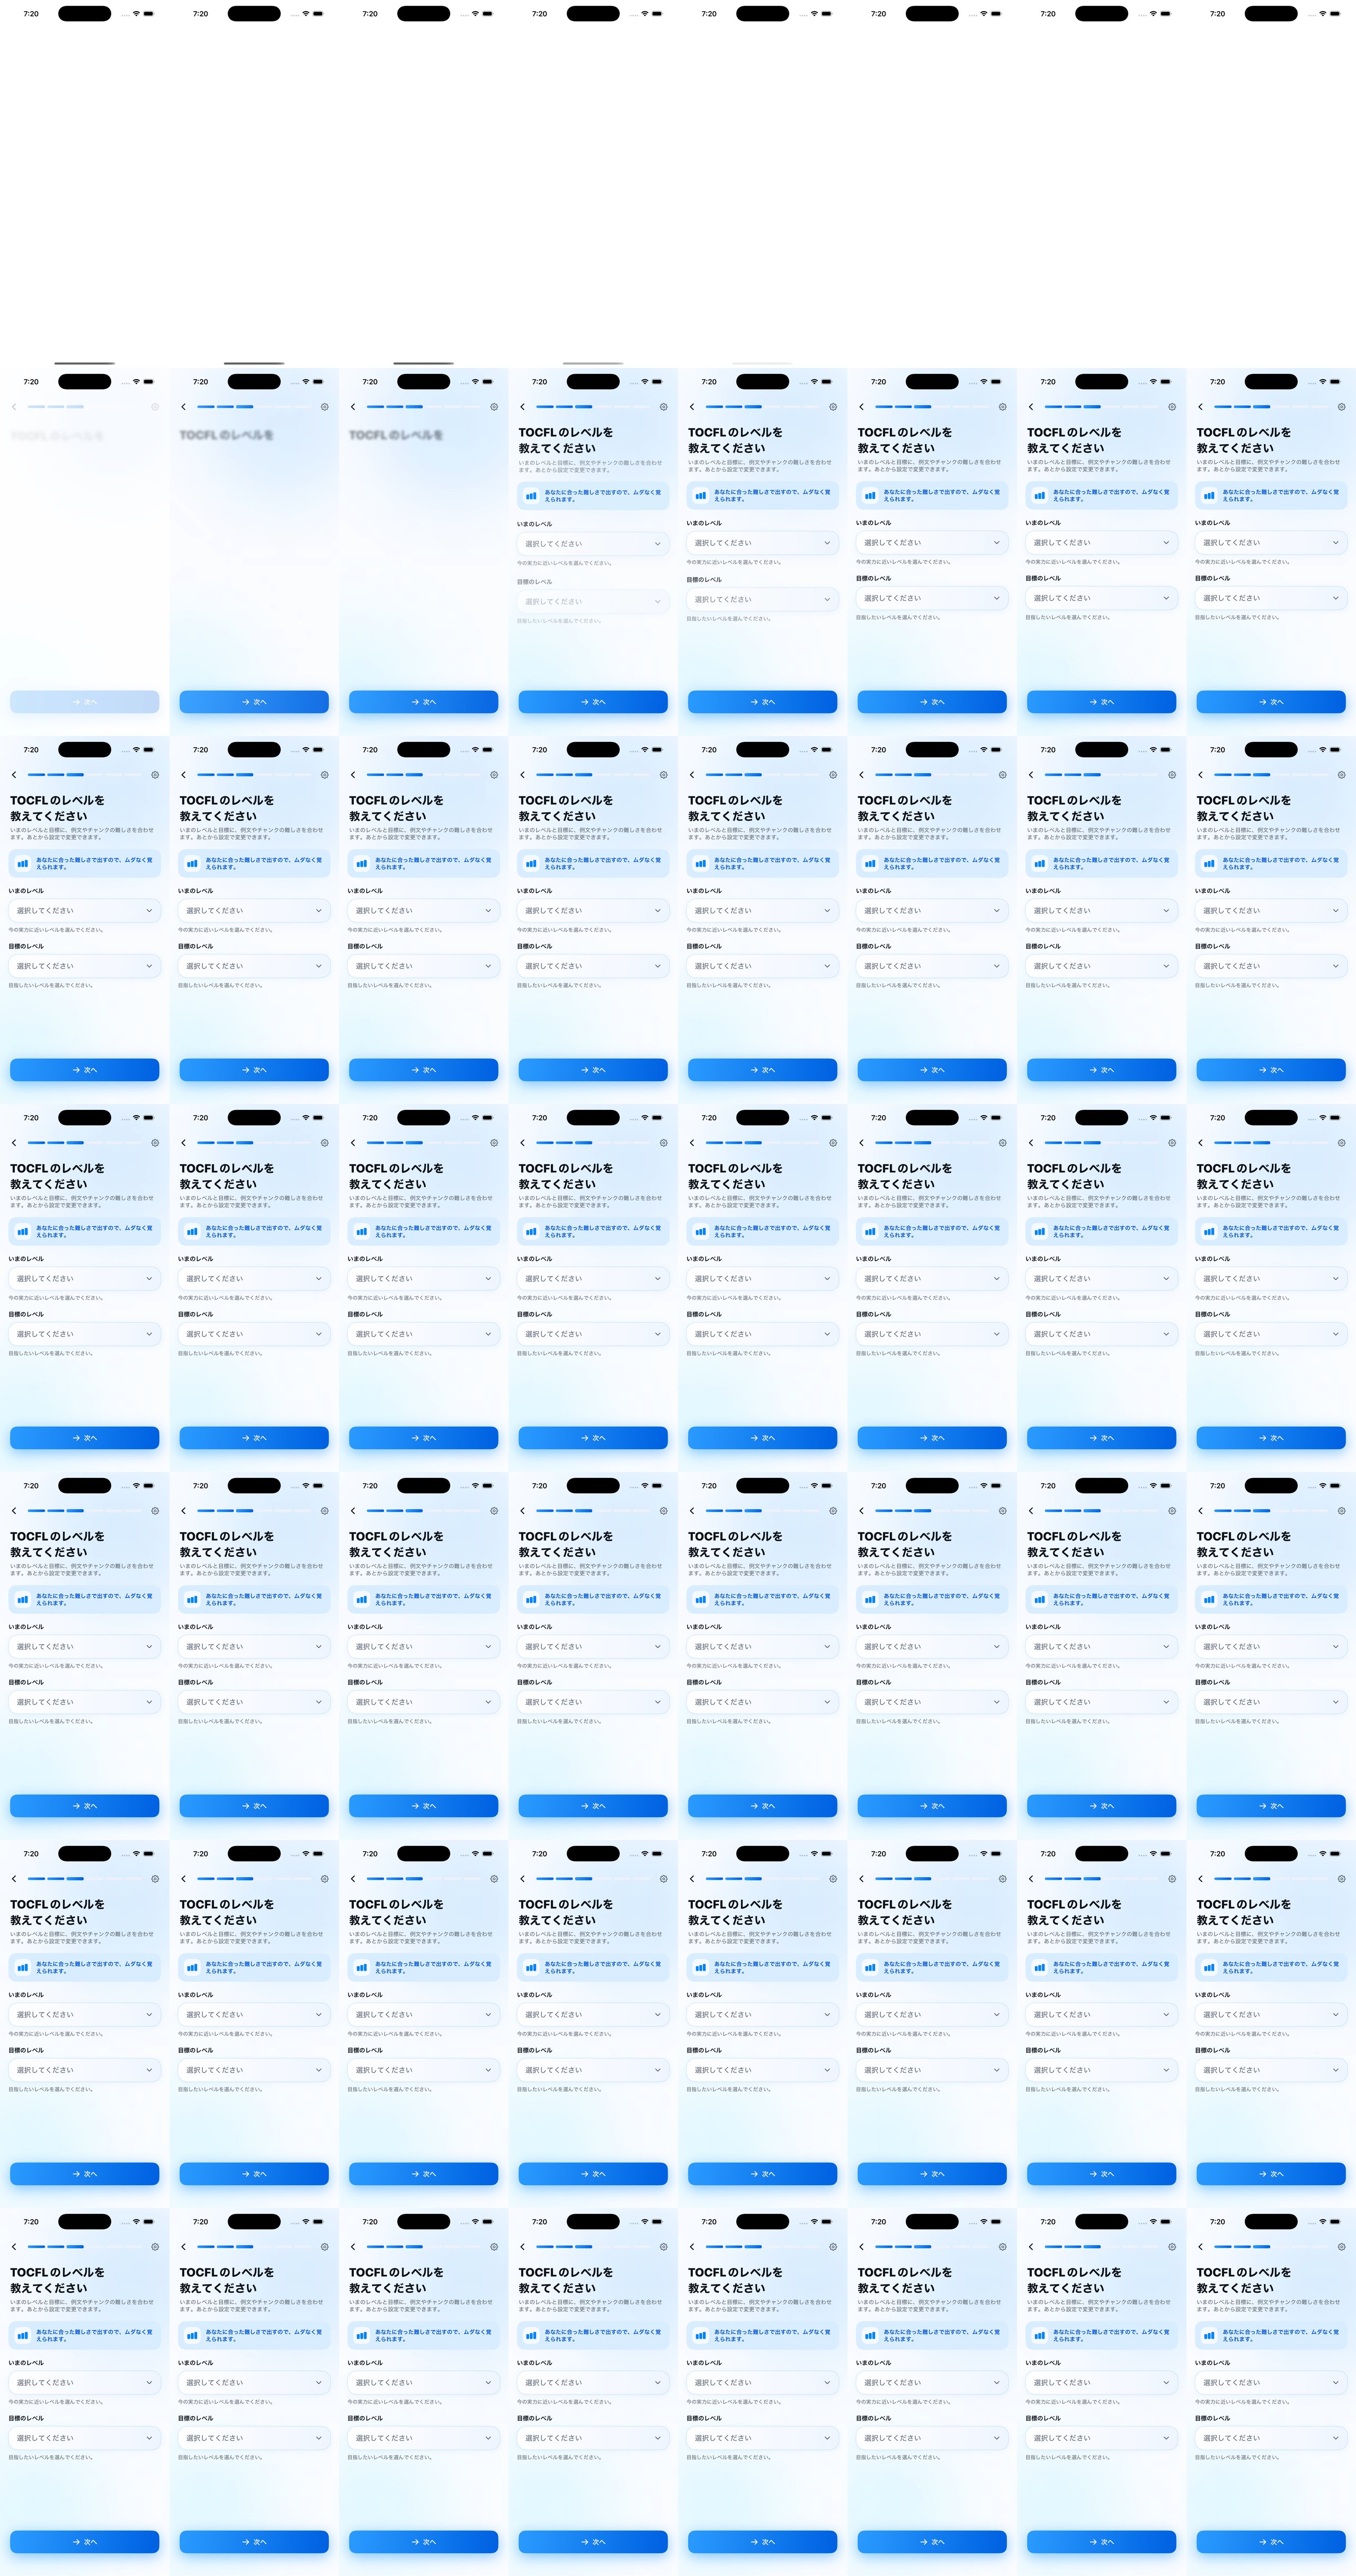 7:20
TOCFLのレベルを
教えてください
いまのレベルと目標に、例文やチャンクの難しさを合わせ
ます。あとから設定で変更できます。
あなたに合った難しさで出すので、ムダなく覚
えられます。
いまのレベル
選択してください
今の実力に近いレベルを選んでください。
目標のレベル
選択してください
目指したいレベルを選んでください。
→ 次へ